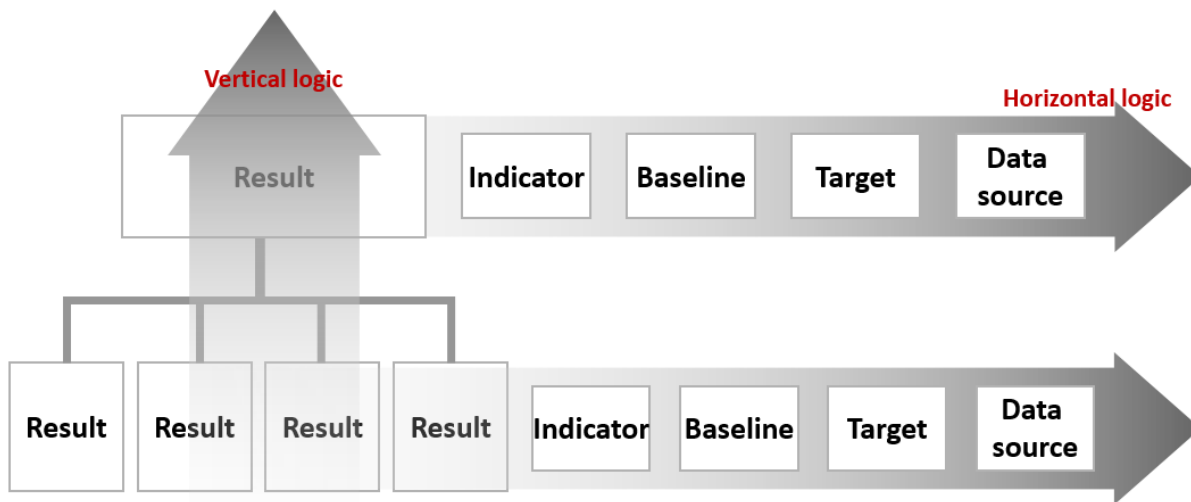 Vertical logic
Horizontal logic
Result
Indicator
Baseline
Target
Data
source
Result
Result
Result
Result
Indicator
Baseline
Target
Data
source